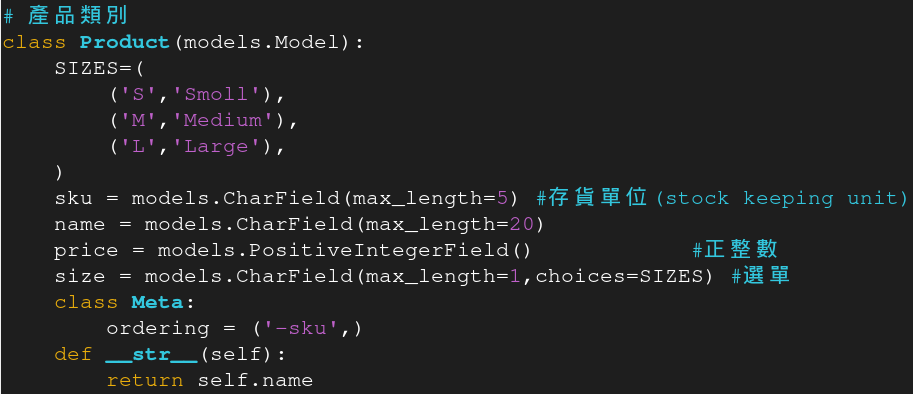 # 產品類別
class Product(models.Model):
    SIZES=(
        ('S','Smoll'),
        ('M','Medium'),
        ('L','Large'),
    )
    sku = models.CharField(max_length=5) #存貨單位(stock keeping unit)
    name = models.CharField(max_length=20)
    price = models.PositiveIntegerField()            #正整數
    size = models.CharField(max_length=1,choices=SIZES) #選單
    class Meta:
        ordering = ('-sku',)
    def __str__(self):
        return self.name